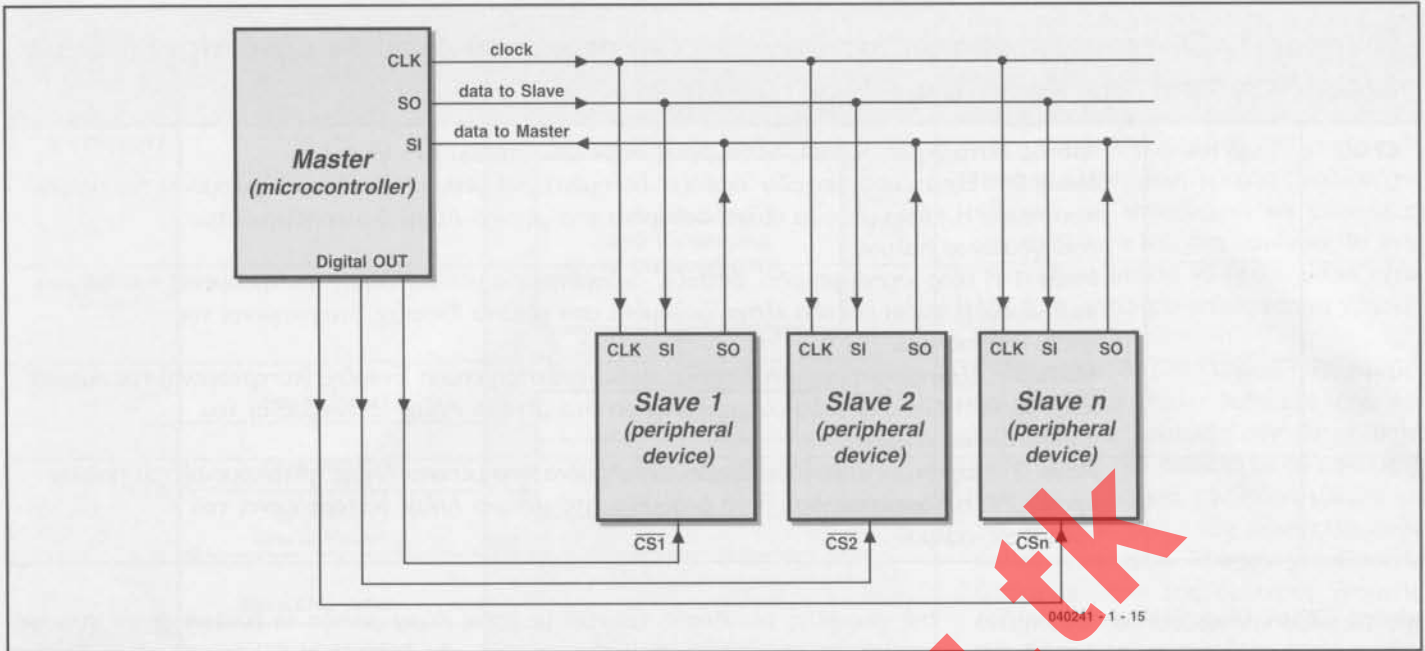 CLK
clock
SO
data to Slave
SI
data to Master
Master
(microcontroller)
Digital OUT
CLK SI SO
CLK SI SO
CLK SI SO
Slave 1
(peripheral
device)
Slave 2
(peripheral
device)
Slave n
(peripheral
device)
CS1
CS2
CSn
040241 - 1 - 15
tk